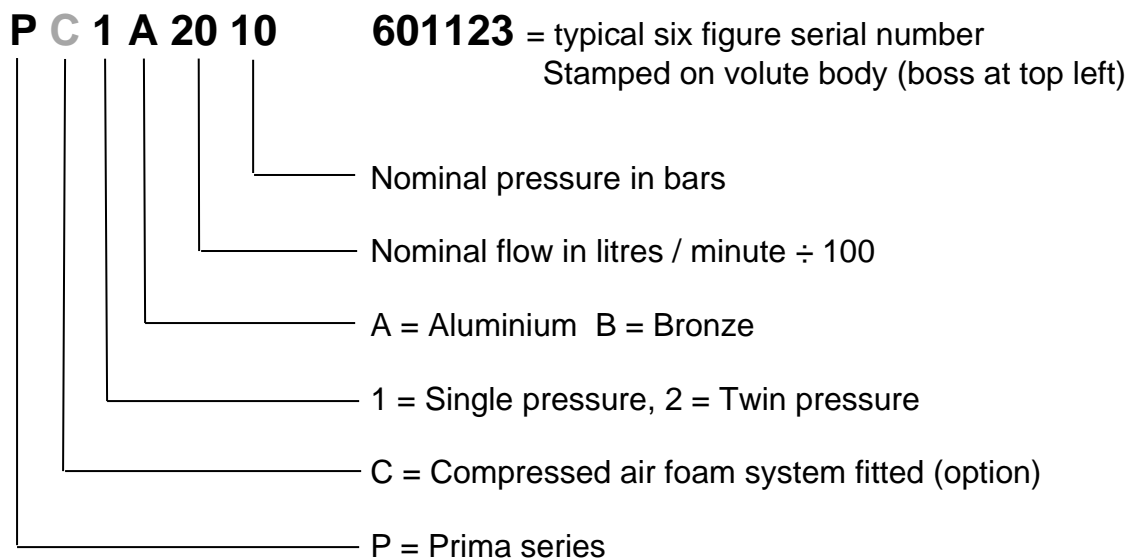 P C 1 A 20 10 601123 = typical six figure serial number
Stamped on volute body (boss at top left)
Nominal pressure in bars
Nominal flow in litres / minute ÷ 100
A = Aluminium B = Bronze
1 = Single pressure, 2 = Twin pressure
C = Compressed air foam system fitted (option)
P = Prima series